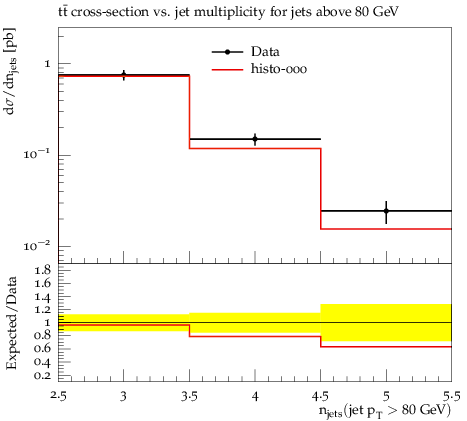 tt̄ cross-section vs. jet multiplicity for jets above 80 GeV
dσ/dn_jets [pb]
Data
histo-ooo
1
10⁻¹
10⁻²
Expected/Data
1.8
1.6
1.4
1.2
1
0.8
0.6
0.4
0.2
2.5 3 3.5 4 4.5 5 5.5
n_jets(jet p_T > 80 GeV)